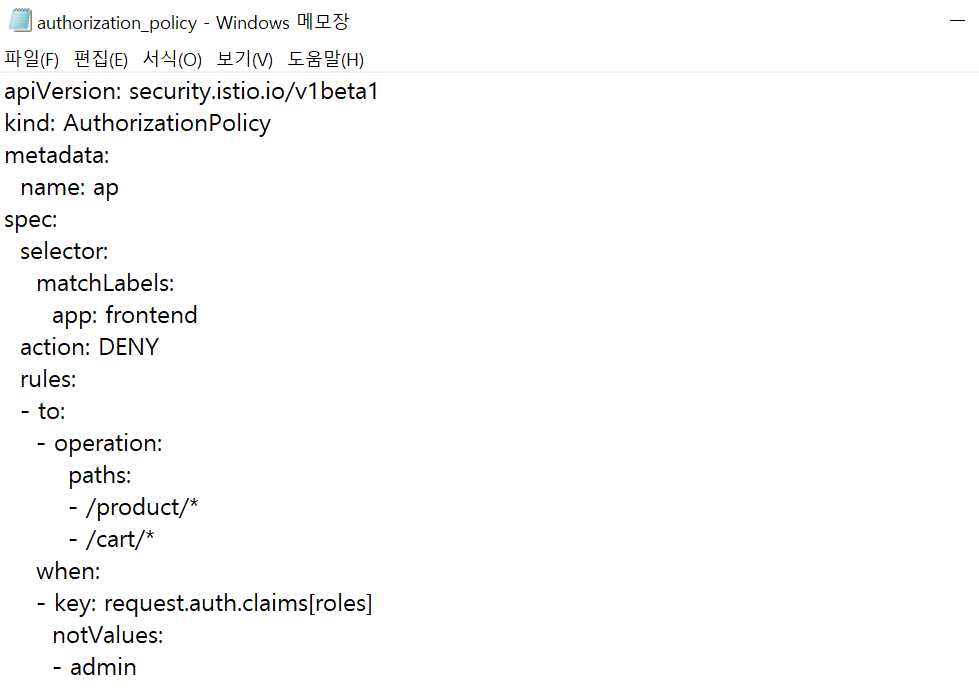 authorization_policy - Windows 메모장
파일(F) 편집(E) 서식(O) 보기(V) 도움말(H)
apiVersion: security.istio.io/v1beta1
kind: AuthorizationPolicy
metadata:
  name: ap
spec:
  selector:
    matchLabels:
      app: frontend
  action: DENY
  rules:
  - to:
    - operation:
        paths:
        - /product/*
        - /cart/*
    when:
    - key: request.auth.claims[roles]
      notValues:
      - admin